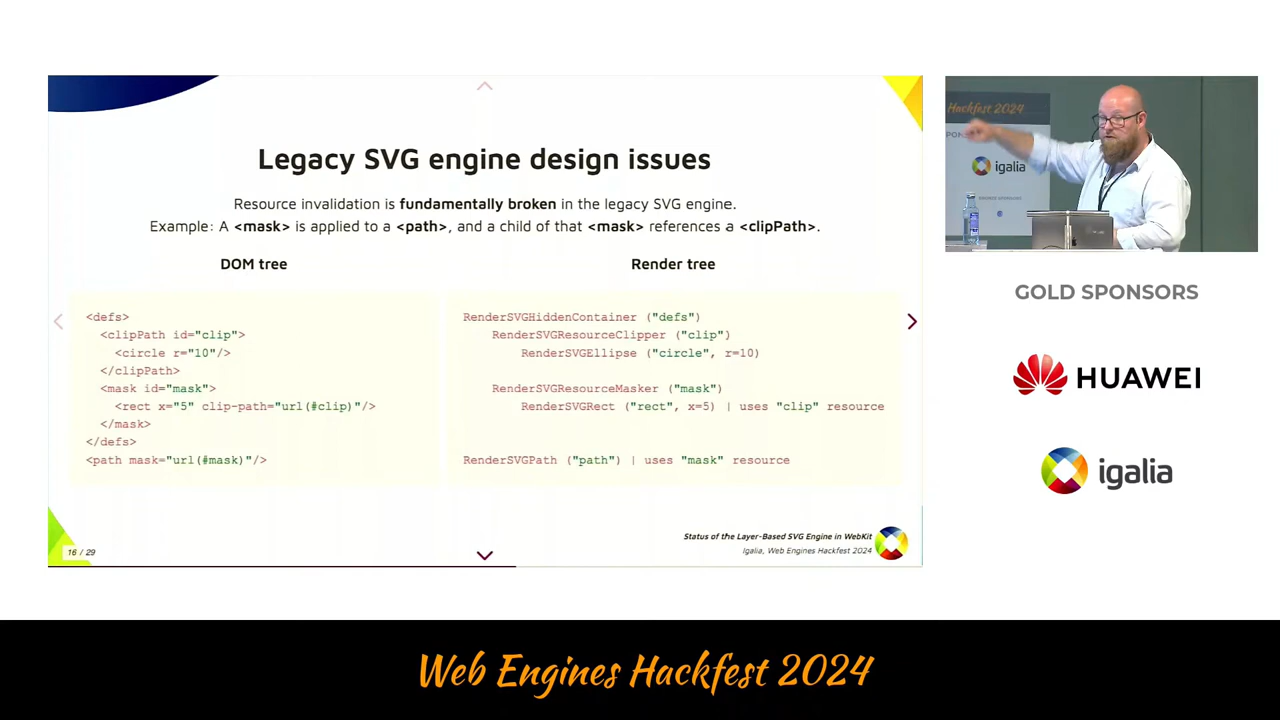 Legacy SVG engine design issues
Resource invalidation is fundamentally broken in the legacy SVG engine.
Example: A <mask> is applied to a <path>, and a child of that <mask> references a <clipPath>.
DOM tree
<defs>
<clipPath id="clip">
<circle r="10"/>
</clipPath>
<mask id="mask">
<rect x="5" clip-path="url(#clip)"/>
</mask>
</defs>
<path mask="url(#mask)"/>
Render tree
RenderSVGHiddenContainer ("defs")
RenderSVGResourceClipper ("clip")
RenderSVGEllipse ("circle", r=10)
RenderSVGResourceMasker ("mask")
RenderSVGRect ("rect", x=5) | uses "clip" resource
RenderSVGPath ("path") | uses "mask" resource
16 / 29
Status of the Layer-Based SVG Engine in WebKit
Igalia, Web Engines Hackfest 2024
Hackfest 2024
igalia
GOLD SPONSORS
HUAWEI
igalia
Web Engines Hackfest 2024